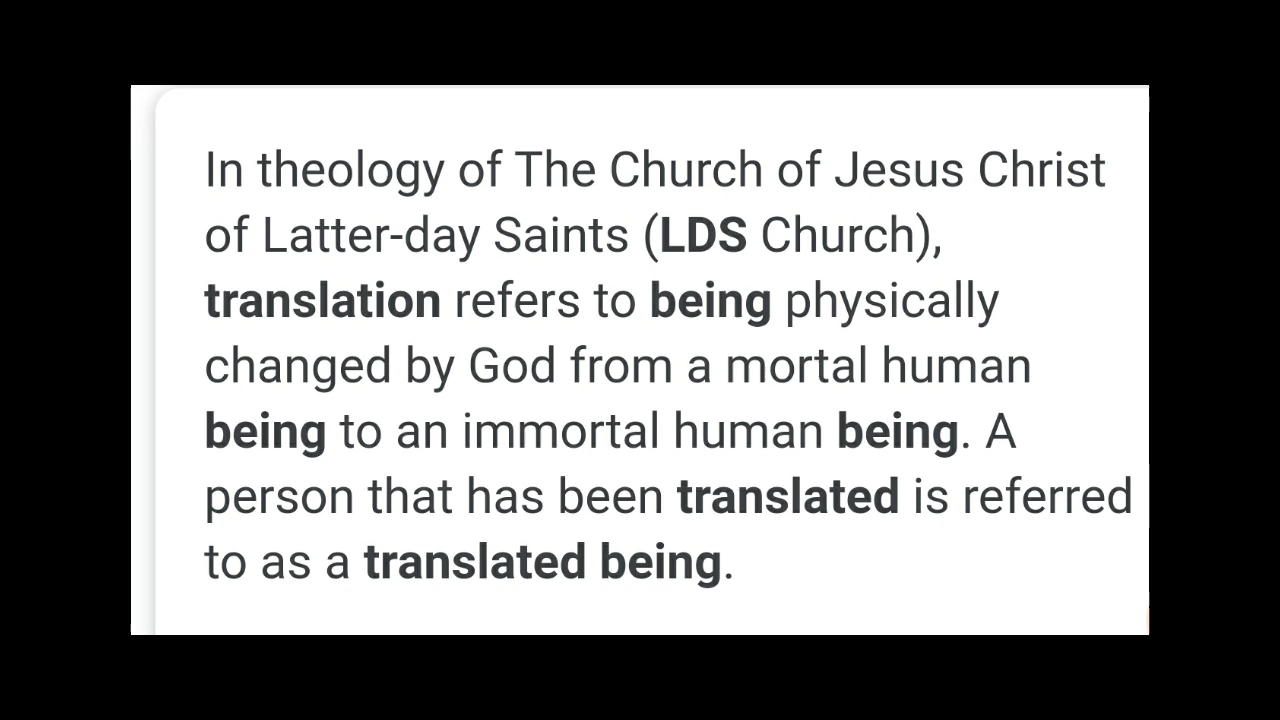 In theology of The Church of Jesus Christ
of Latter-day Saints (LDS Church),
translation refers to being physically
changed by God from a mortal human
being to an immortal human being. A
person that has been translated is referred
to as a translated being.